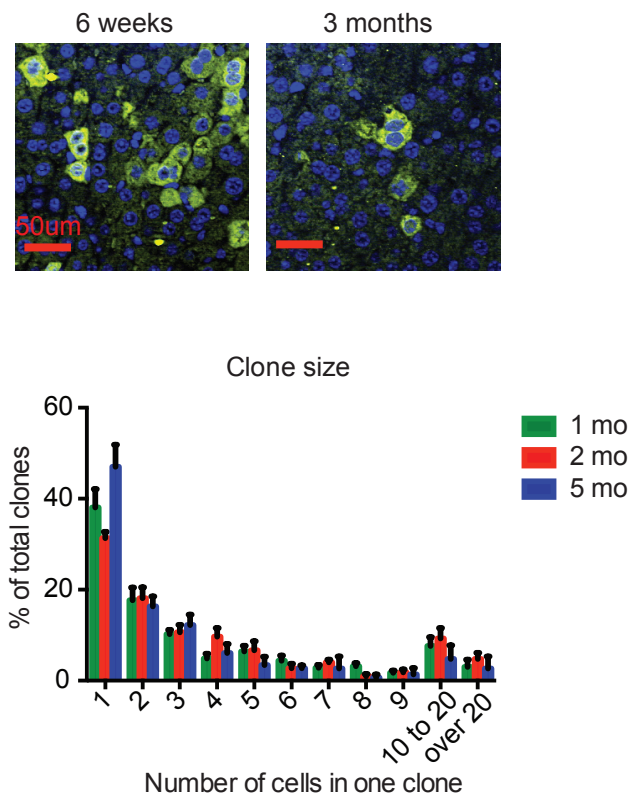 6 weeks
3 months
50um
Clone size
% of total clones
60
40
20
0
1 mo
2 mo
5 mo
1
2
3
4
5
6
7
8
9
10 to 20
over 20
Number of cells in one clone